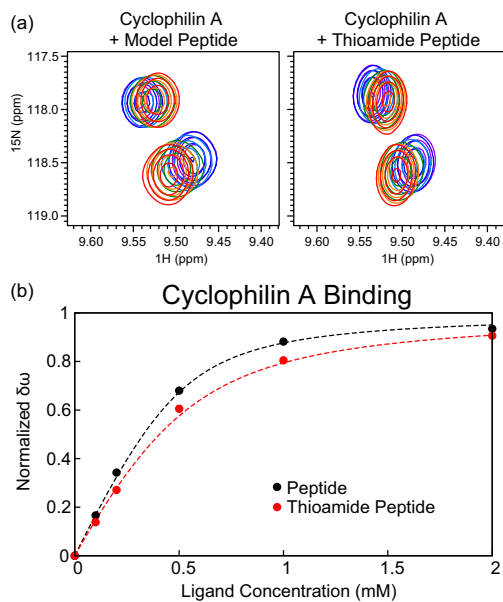 (a)
Cyclophilin A
+ Model Peptide
Cyclophilin A
+ Thioamide Peptide
15N (ppm)
117.5
118.0
118.5
119.0
9.60 9.55 9.50 9.45 9.40
1H (ppm)
9.60 9.55 9.50 9.45 9.40
1H (ppm)
(b)
Cyclophilin A Binding
Normalized δω
1
0.8
0.6
0.4
0.2
0
Peptide
Thioamide Peptide
0 0.5 1 1.5 2
Ligand Concentration (mM)